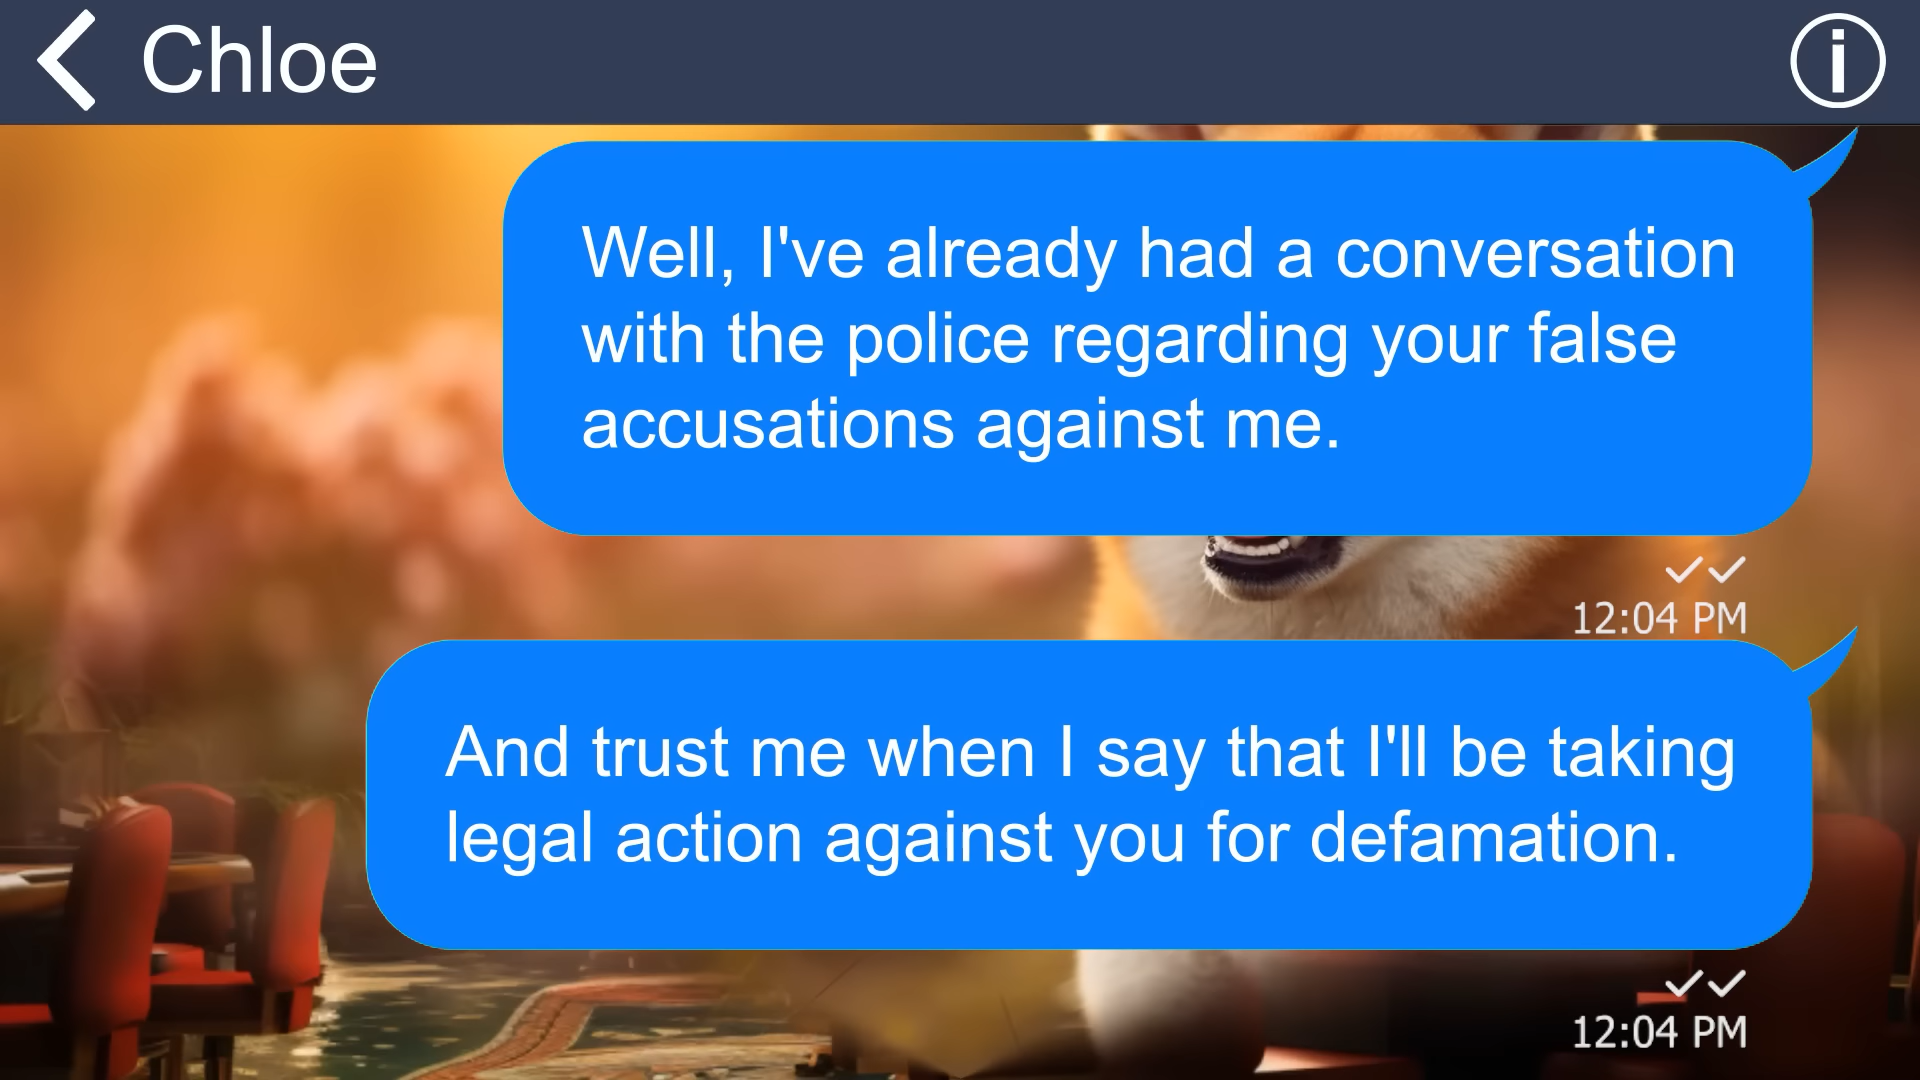 Chloe
Well, I've already had a conversation
with the police regarding your false
accusations against me.
12:04 PM
And trust me when I say that I'll be taking
legal action against you for defamation.
12:04 PM